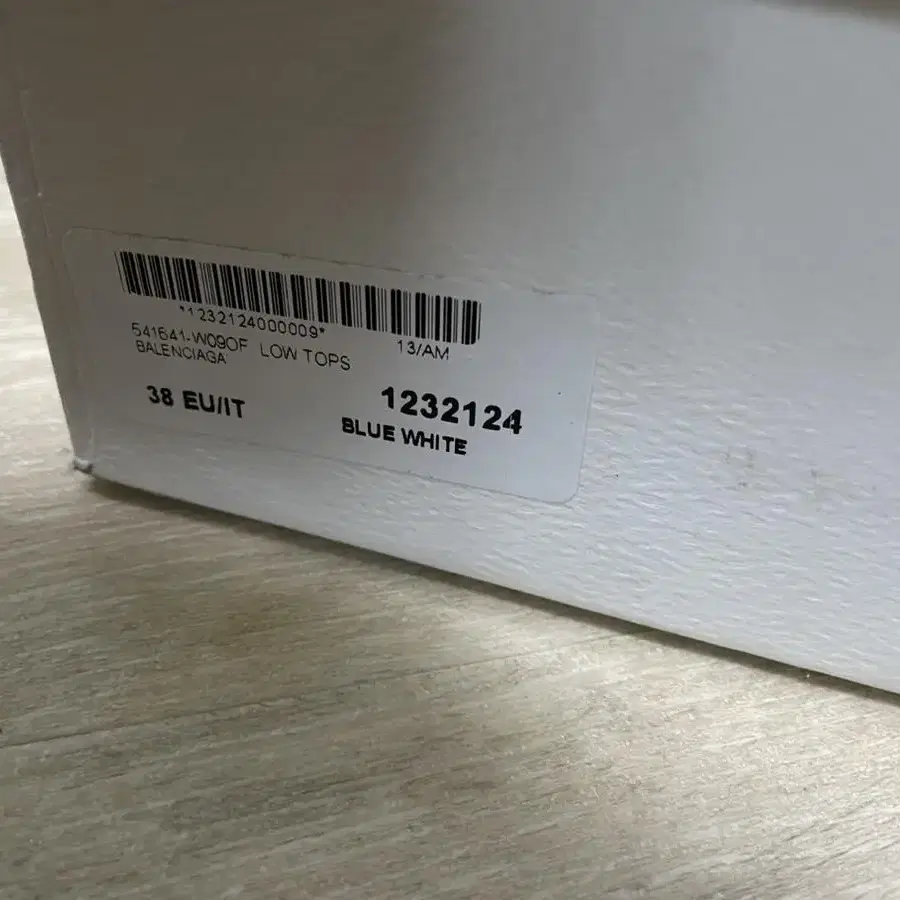 *1232124000009*
541641-W09OF LOW TOPS 13/AM
BALENCIAGA
38 EU/IT 1232124
BLUE WHITE